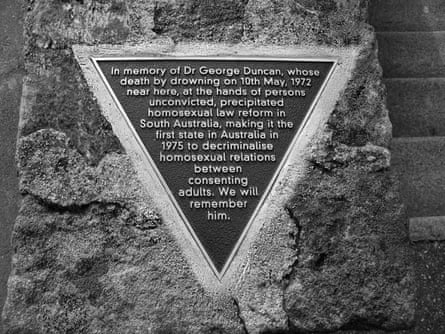 In memory of Dr George Duncan, whose
death by drowning on 10th May, 1972
near here, at the hands of persons
unconvicted, precipitated
homosexual law reform in
South Australia, making it the
first state in Australia in
1975 to decriminalise
homosexual relations
between
consenting
adults. We will
remember
him.